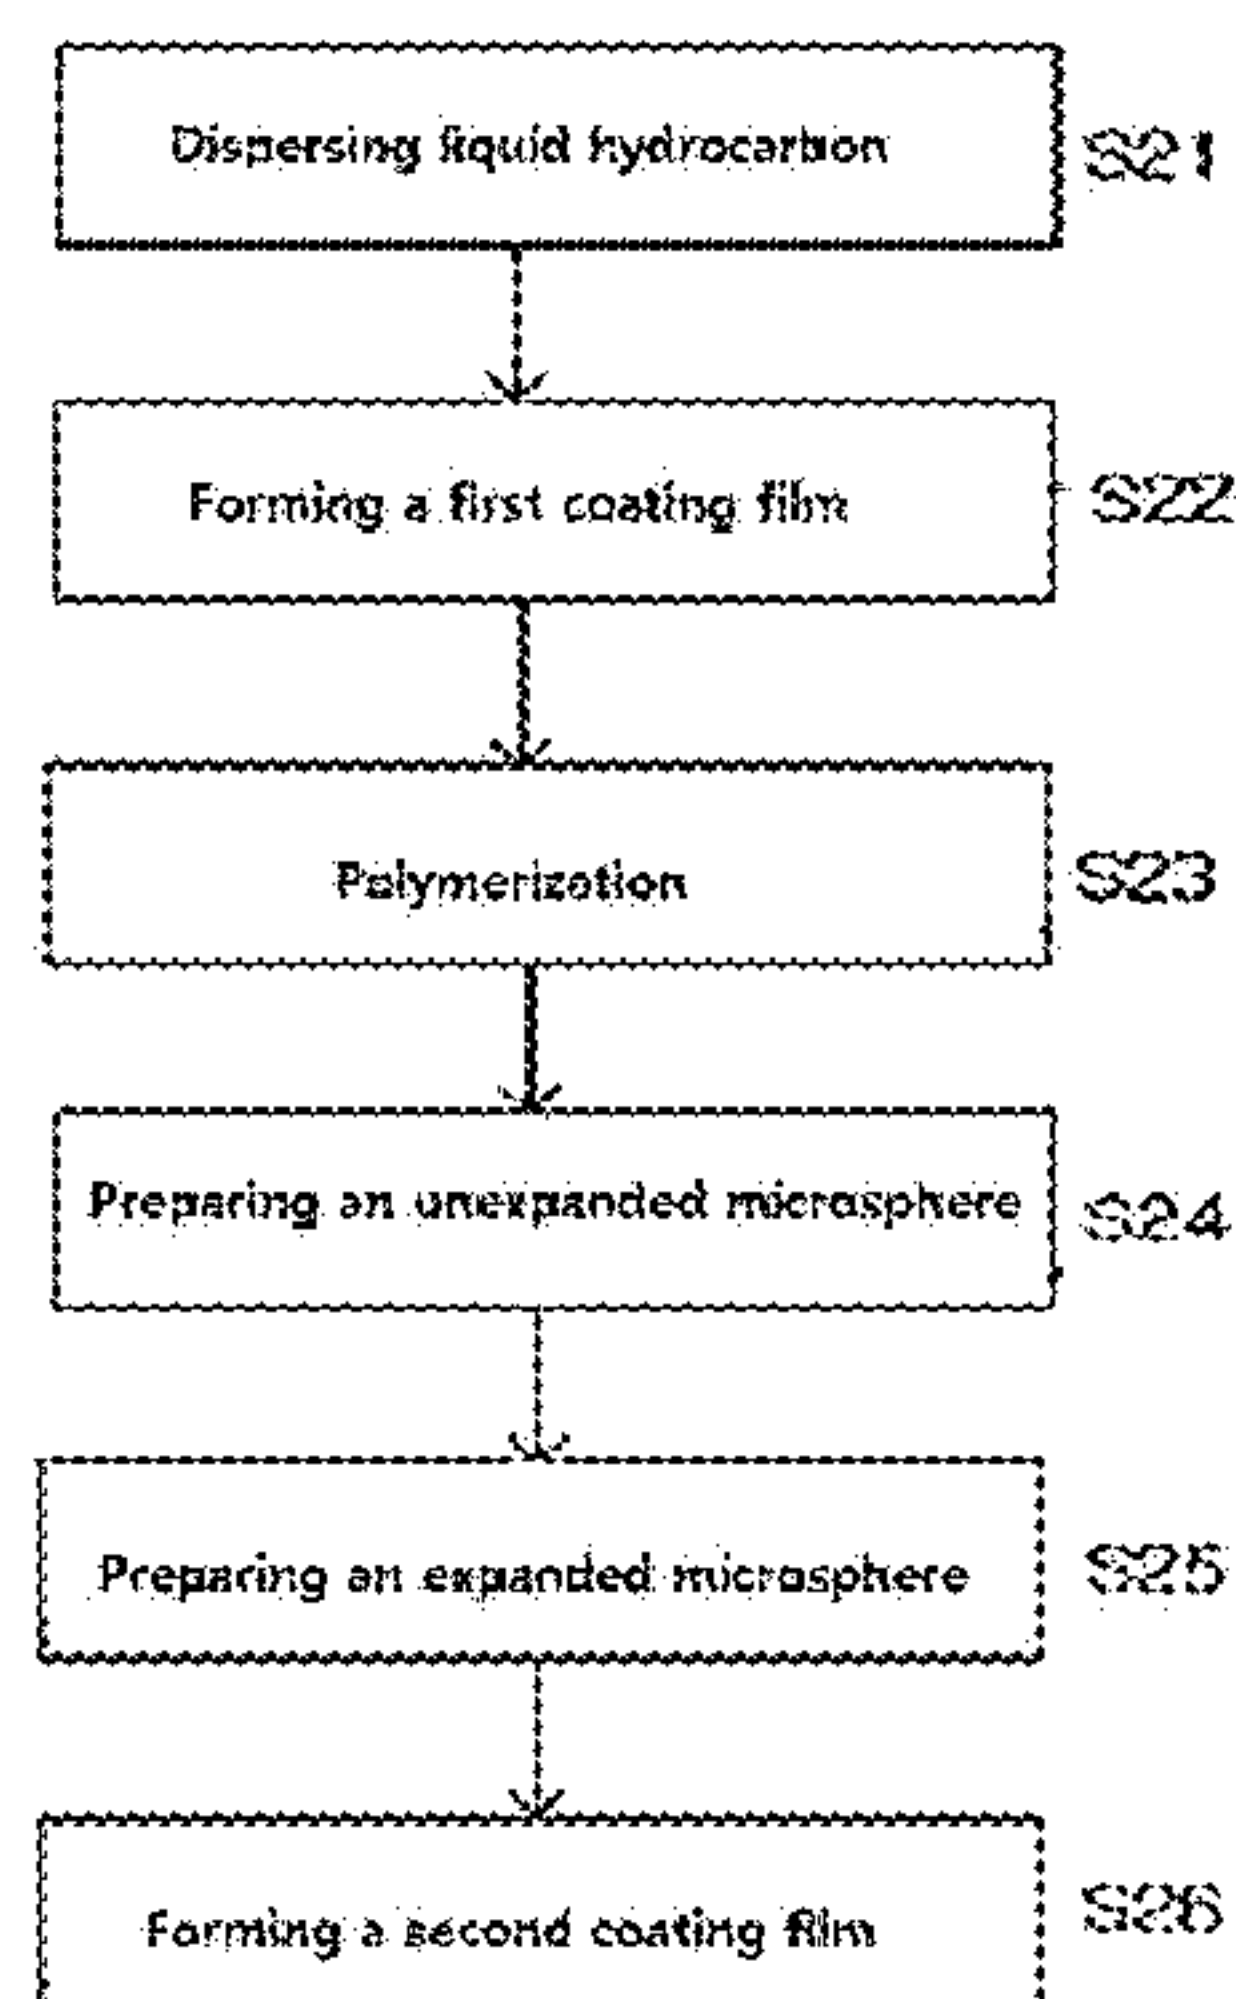 Dispersing liquid hydrocarbon
S21
Forming a first coating film
S22
Polymerization
S23
Preparing an unexpanded microsphere
S24
Preparing an expanded microsphere
S25
Forming a second coating film
S26